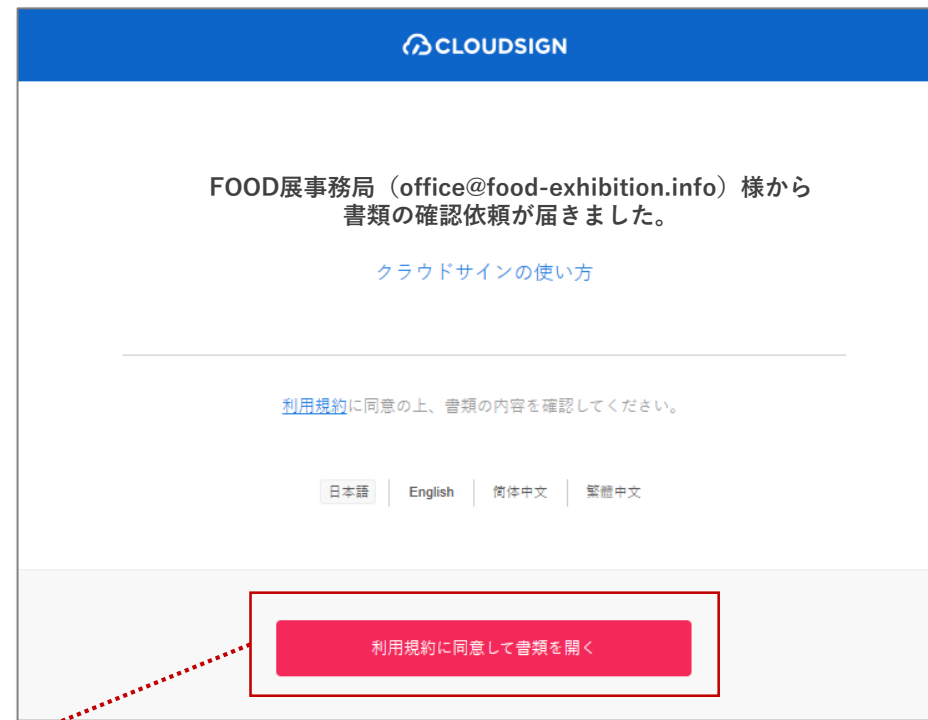 CLOUDSIGN
FOOD展事務局（office@food-exhibition.info）様から
書類の確認依頼が届きました。
クラウドサインの使い方
利用規約に同意の上、書類の内容を確認してください。
日本語 English 简体中文 繁體中文
利用規約に同意して書類を開く